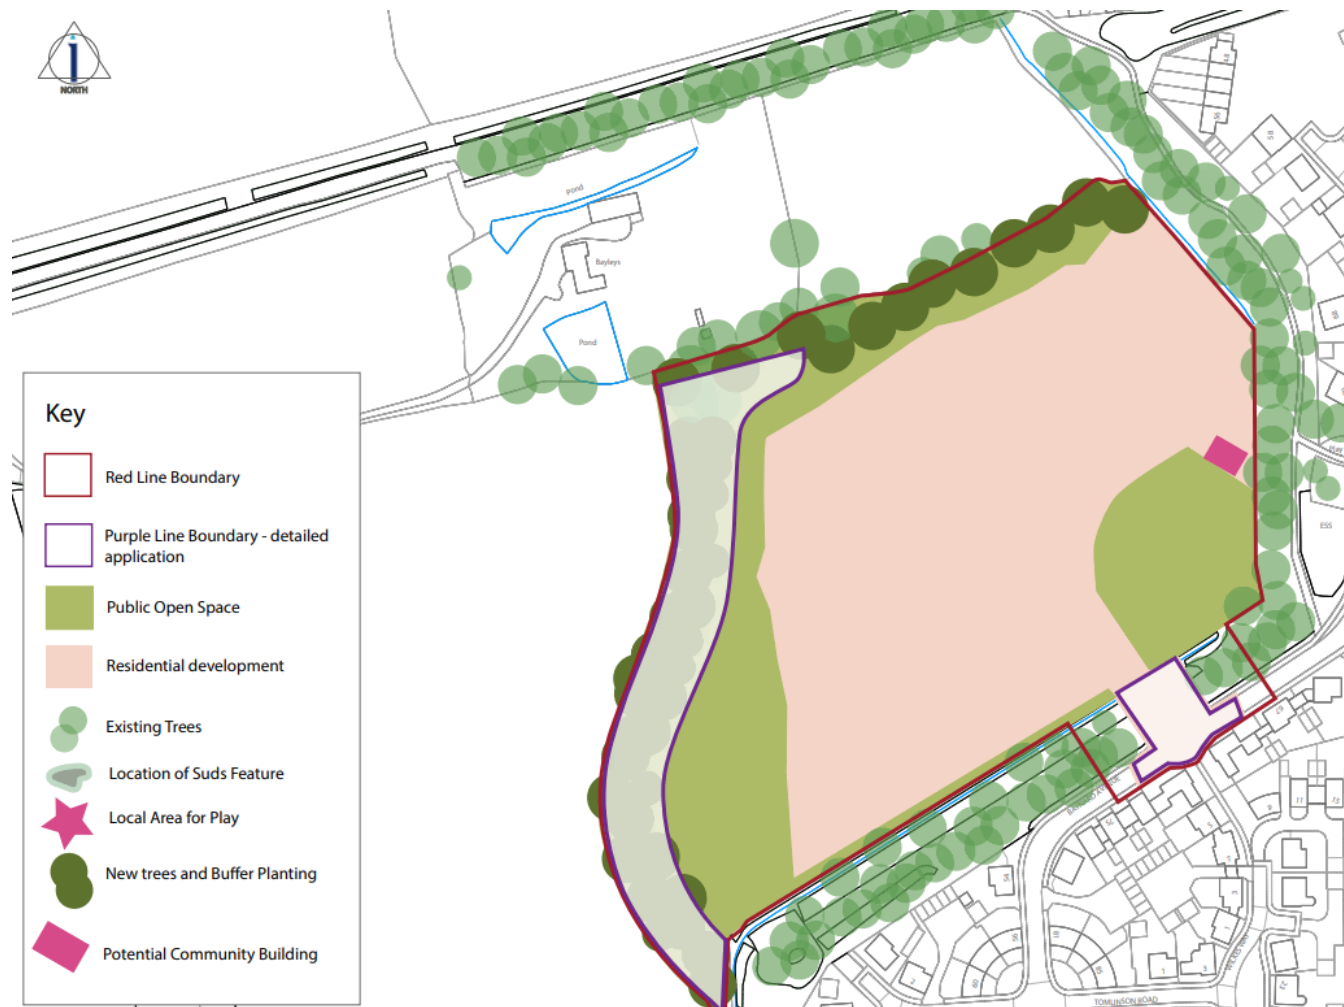 NORTH
Pond
Bayleys
Pond
Key
Red Line Boundary
Purple Line Boundary - detailed
application
Public Open Space
Residential development
Existing Trees
Location of Suds Feature
Local Area for Play
New trees and Buffer Planting
Potential Community Building
ESS
TOMLINSON ROAD